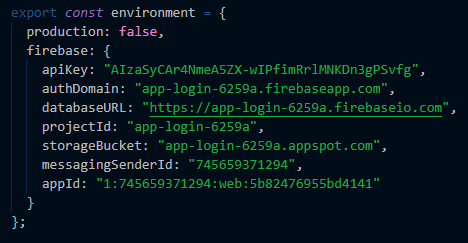 export const environment = {
production: false,
firebase: {
apiKey: "AIzaSyCAr4NmeA5ZX-wIPfimRrlMNKDn3gPSvfg",
authDomain: "app-login-6259a.firebaseapp.com",
databaseURL: "https://app-login-6259a.firebaseio.com",
projectId: "app-login-6259a",
storageBucket: "app-login-6259a.appspot.com",
messagingSenderId: "745659371294",
appId: "1:745659371294:web:5b82476955bd4141"
}
};